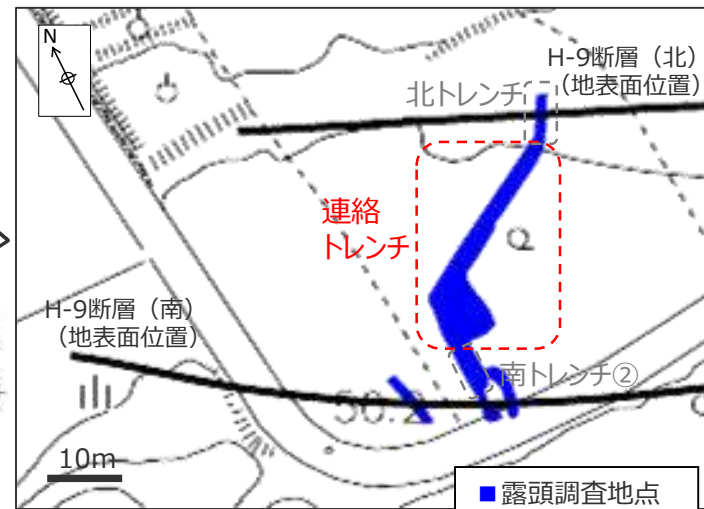 N
H-9断層（北）
（地表面位置）
北トレンチ
連絡
トレンチ
H-9断層（南）
（地表面位置）
南トレンチ②
50.2
10m
■露頭調査地点